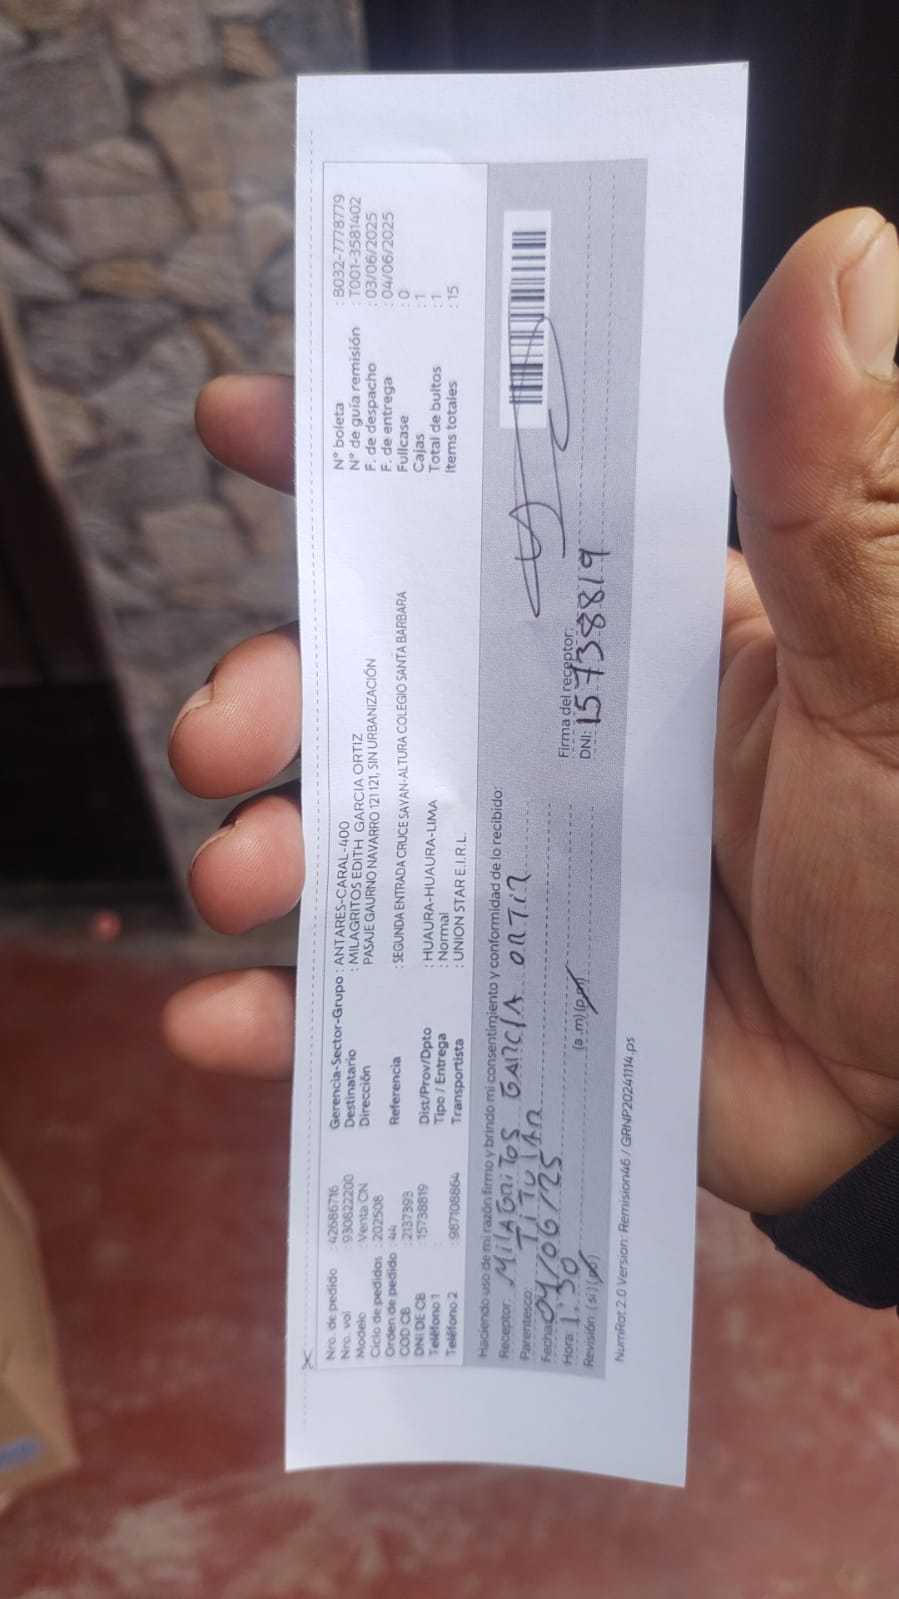 Nro. de pedido : 42686716
Nro. vol : 930822200
Modelo : Venta CN
Ciclo de pedidos : 202508
Orden de pedido : 44
COD CB : 2137393
DNI DE CB : 15738819
Teléfono 1 :
Teléfono 2 : 987108864
Gerencia-Sector-Grupo : ANTARES-CARAL-400
Destinatario : MILAGRITOS EDITH GARCIA ORTIZ
Dirección PASAJE GAURNO NAVARRO 121 121, SIN URBANIZACIÓN
Referencia : SEGUNDA ENTRADA CRUCE SAYAN-ALTURA COLEGIO SANTA BARBARA
Dist/Prov/Dpto : HUAURA-HUAURA-LIMA
Tipo / Entrega : Normal
Transportista : UNION STAR E.I.R.L.
N° boleta : B032-7778779
N° de guía remisión : T001-3581402
F. de despacho : 03/06/2025
F. de entrega : 04/06/2025
Fullcase : 0
Cajas : 1
Total de bultos : 1
Items totales : 15
Haciendo uso de mi razón firmo y brindo mi consentimiento y conformidad de lo recibido:
Receptor: MILAGRITOS GARCIA ORTIZ
Parentesco: TITULAR
Fecha: 04/06/25
Hora: 1:30 (a.m)(p.m)
Revisión (si)(no)
Firma del receptor:
DNI: 15738819
NumRot 2.0 Version: Remision46 / GRNP20241114.ps